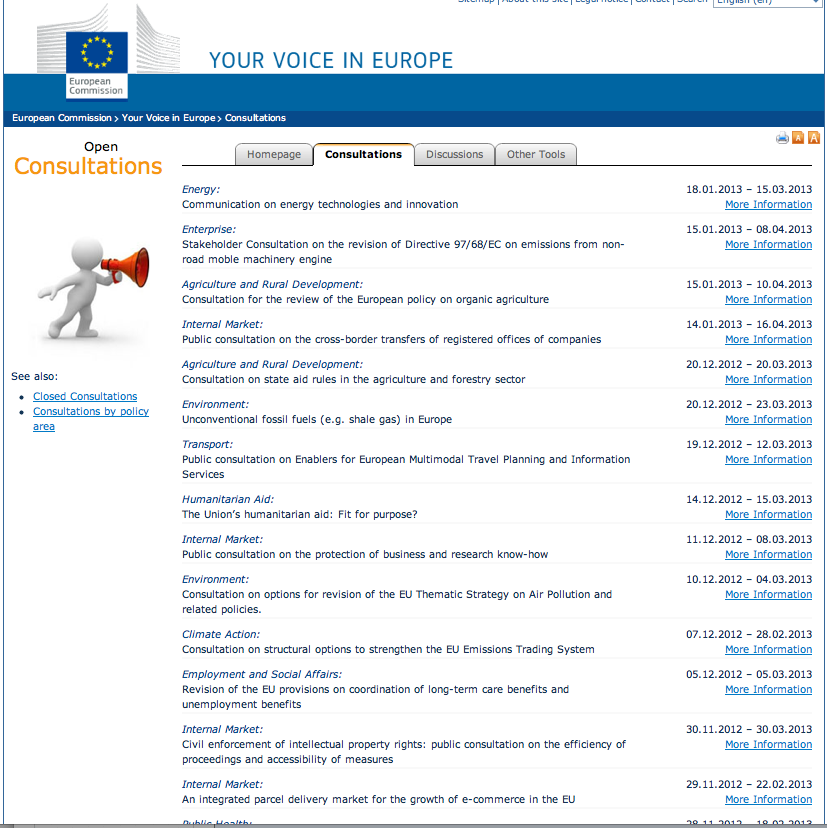 Sitemap | About this site | Legal notice | Contact | Search English (en)
European
Commission
YOUR VOICE IN EUROPE
European Commission > Your Voice in Europe > Consultations
Open
Consultations
Homepage Consultations Discussions Other Tools
A A
Energy: 18.01.2013 – 15.03.2013
Communication on energy technologies and innovation More Information
Enterprise: 15.01.2013 – 08.04.2013
Stakeholder Consultation on the revision of Directive 97/68/EC on emissions from non- More Information
road moble machinery engine
Agriculture and Rural Development: 15.01.2013 – 10.04.2013
Consultation for the review of the European policy on organic agriculture More Information
Internal Market: 14.01.2013 – 16.04.2013
Public consultation on the cross-border transfers of registered offices of companies More Information
Agriculture and Rural Development: 20.12.2012 – 20.03.2013
Consultation on state aid rules in the agriculture and forestry sector More Information
Environment: 20.12.2012 – 23.03.2013
Unconventional fossil fuels (e.g. shale gas) in Europe More Information
Transport: 19.12.2012 – 12.03.2013
Public consultation on Enablers for European Multimodal Travel Planning and Information More Information
Services
Humanitarian Aid: 14.12.2012 – 15.03.2013
The Union's humanitarian aid: Fit for purpose? More Information
Internal Market: 11.12.2012 – 08.03.2013
Public consultation on the protection of business and research know-how More Information
Environment: 10.12.2012 – 04.03.2013
Consultation on options for revision of the EU Thematic Strategy on Air Pollution and More Information
related policies.
Climate Action: 07.12.2012 – 28.02.2013
Consultation on structural options to strengthen the EU Emissions Trading System More Information
Employment and Social Affairs: 05.12.2012 – 05.03.2013
Revision of the EU provisions on coordination of long-term care benefits and More Information
unemployment benefits
Internal Market: 30.11.2012 – 30.03.2013
Civil enforcement of intellectual property rights: public consultation on the efficiency of More Information
proceedings and accessibility of measures
Internal Market: 29.11.2012 – 22.02.2013
An integrated parcel delivery market for the growth of e-commerce in the EU More Information
Public Health: 28.11.2012 – 18.02.2013
See also:
Closed Consultations
Consultations by policy
area